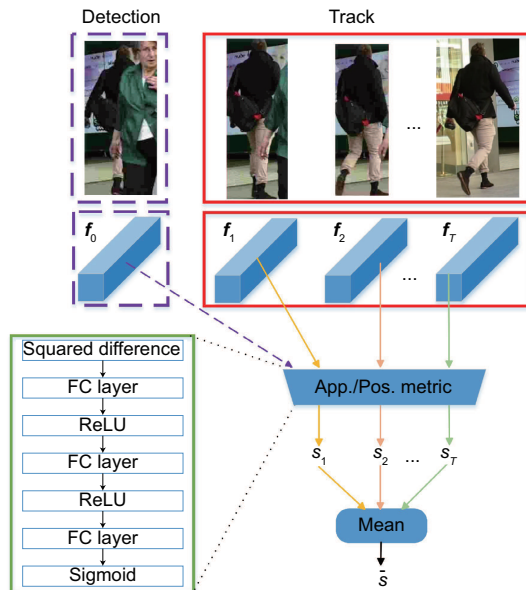 Detection Track
...
f0 f1 f2 fT
...
Squared difference
FC layer
ReLU
FC layer
ReLU
FC layer
Sigmoid
App./Pos. metric
s1 s2 ... sT
Mean
s̄